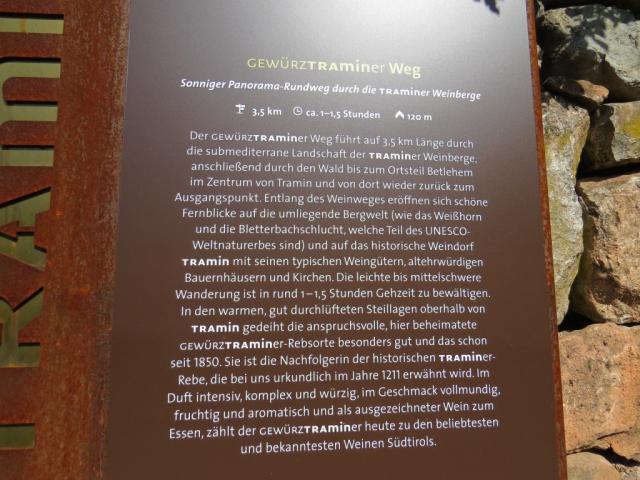 GEWÜRZTRAMINER Weg
Sonniger Panorama-Rundweg durch die TRAMINER Weinberge
3,5 km ca. 1–1,5 Stunden 120 m
Der GEWÜRZTRAMINER Weg führt auf 3,5 km Länge durch
die submediterrane Landschaft der TRAMINER Weinberge,
anschließend durch den Wald bis zum Ortsteil Betlehem
im Zentrum von Tramin und von dort wieder zurück zum
Ausgangspunkt. Entlang des Weinweges eröffnen sich schöne
Fernblicke auf die umliegende Bergwelt (wie das Weißhorn
und die Bletterbachschlucht, welche Teil des UNESCO-
Weltnaturerbes sind) und auf das historische Weindorf
TRAMIN mit seinen typischen Weingütern, altehrwürdigen
Bauernhäusern und Kirchen. Die leichte bis mittelschwere
Wanderung ist in rund 1–1,5 Stunden Gehzeit zu bewältigen.
In den warmen, gut durchlüfteten Steillagen oberhalb von
TRAMIN gedeiht die anspruchsvolle, hier beheimatete
GEWÜRZTRAMINER-Rebsorte besonders gut und das schon
seit 1850. Sie ist die Nachfolgerin der historischen TRAMINER-
Rebe, die bei uns urkundlich im Jahre 1211 erwähnt wird. Im
Duft intensiv, komplex und würzig, im Geschmack vollmundig,
fruchtig und aromatisch und als ausgezeichneter Wein zum
Essen, zählt der GEWÜRZTRAMINER heute zu den beliebtesten
und bekanntesten Weinen Südtirols.